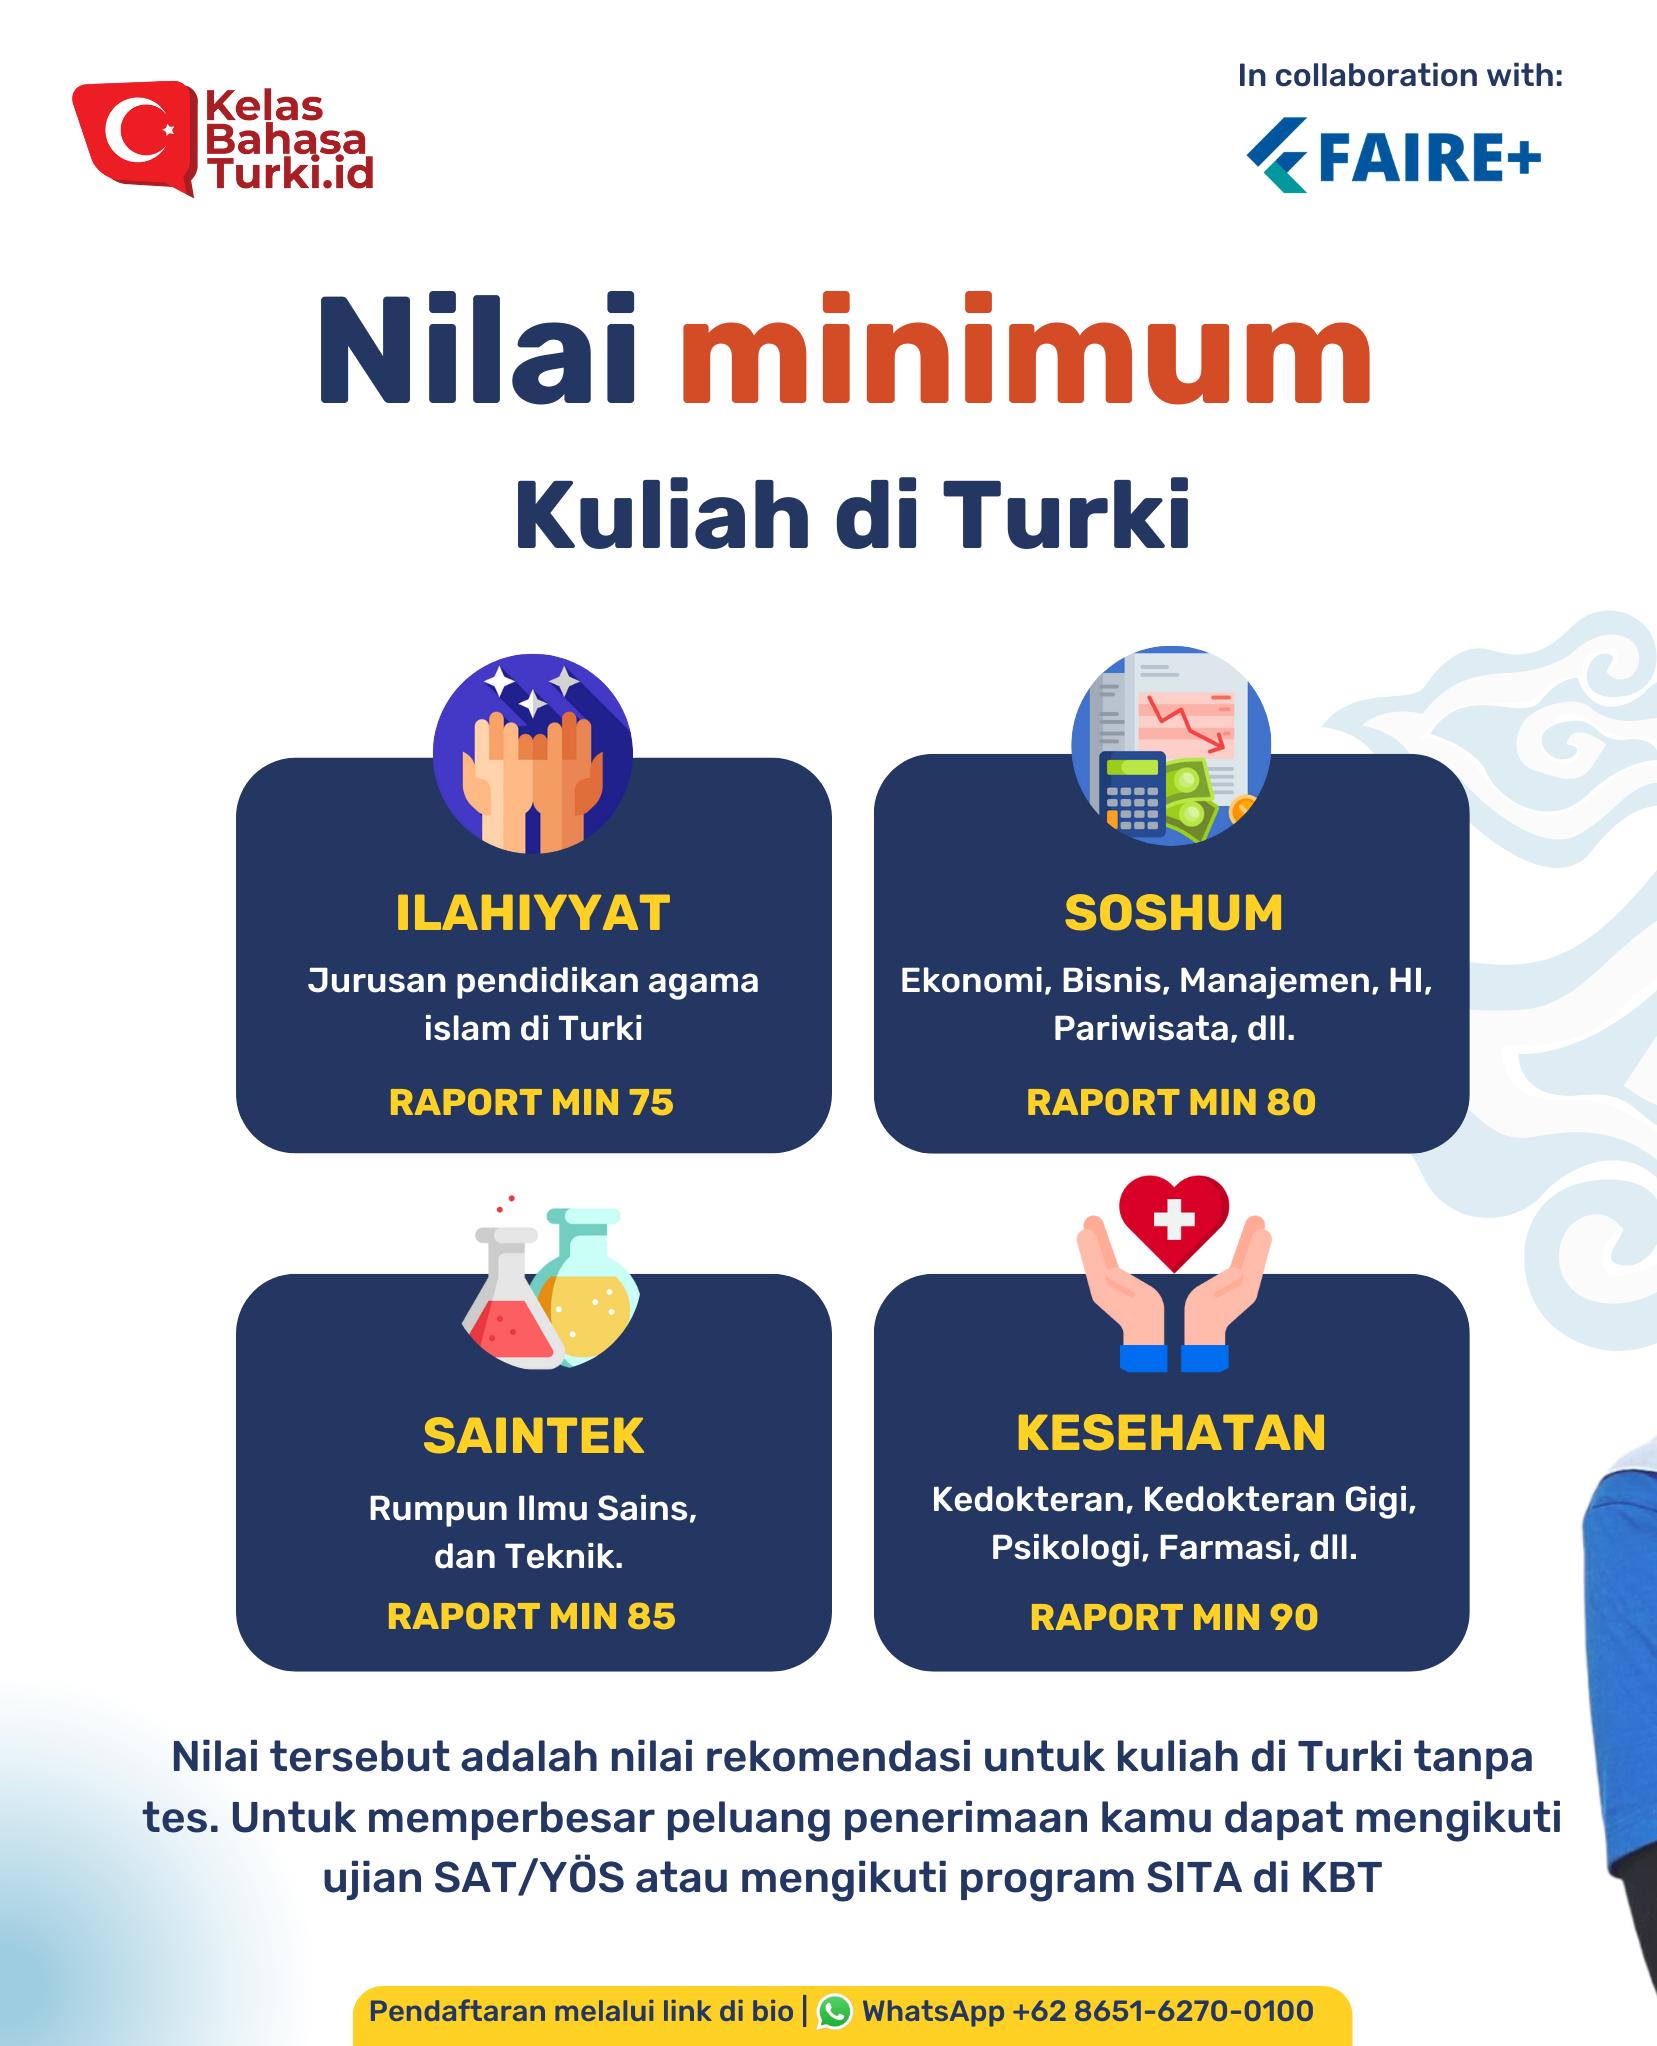 Kelas
Bahasa
Turki.id
In collaboration with:
FAIRE+
Nilai minimum
Kuliah di Turki
ILAHIYYAT
Jurusan pendidikan agama
islam di Turki
RAPORT MIN 75
SOSHUM
Ekonomi, Bisnis, Manajemen, HI,
Pariwisata, dll.
RAPORT MIN 80
SAINTEK
Rumpun Ilmu Sains,
dan Teknik.
RAPORT MIN 85
KESEHATAN
Kedokteran, Kedokteran Gigi,
Psikologi, Farmasi, dll.
RAPORT MIN 90
Nilai tersebut adalah nilai rekomendasi untuk kuliah di Turki tanpa
tes. Untuk memperbesar peluang penerimaan kamu dapat mengikuti
ujian SAT/YÖS atau mengikuti program SITA di KBT
Pendaftaran melalui link di bio | WhatsApp +62 8651-6270-0100